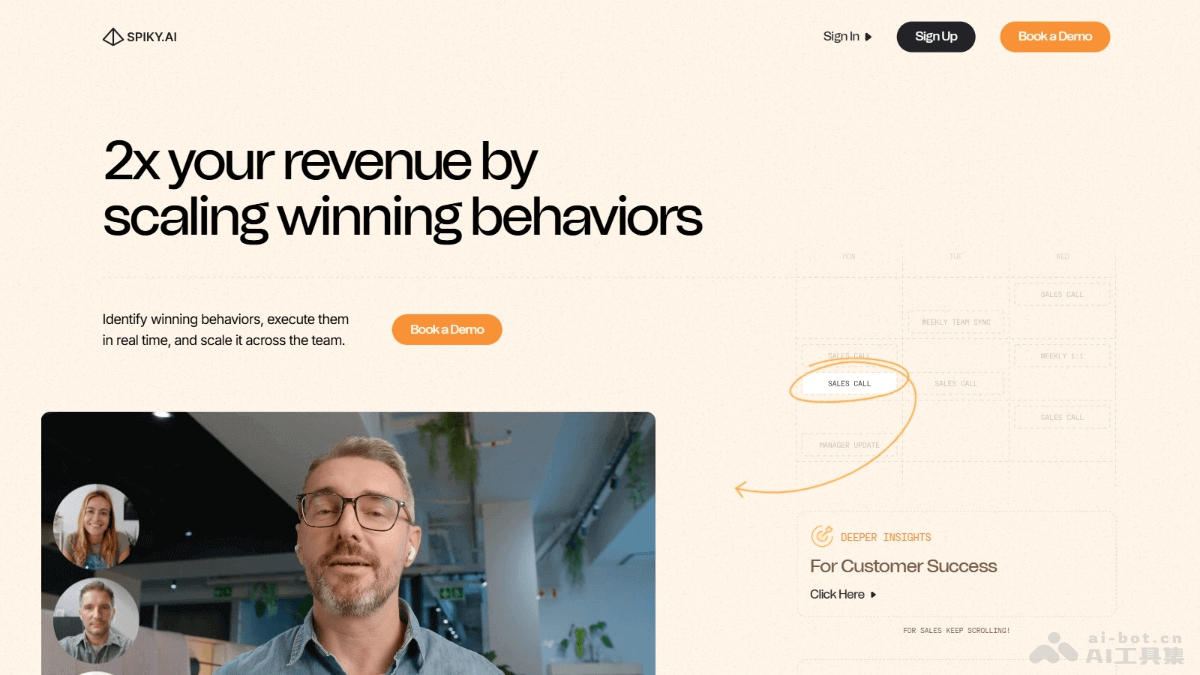 SPIKY.AI
Sign In
Sign Up
Book a Demo
2x your revenue by
scaling winning behaviors
Identify winning behaviors, execute them
in real time, and scale it across the team.
Book a Demo
MON
TUE
WED
SALES CALL
WEEKLY TEAM SYNC
SALES CALL
WEEKLY 1:1
SALES CALL
SALES CALL
SALES CALL
MANAGER UPDATE
DEEPER INSIGHTS
For Customer Success
Click Here
FOR SALES KEEP SCROLLING!
ai-bot.cn
AI工具集